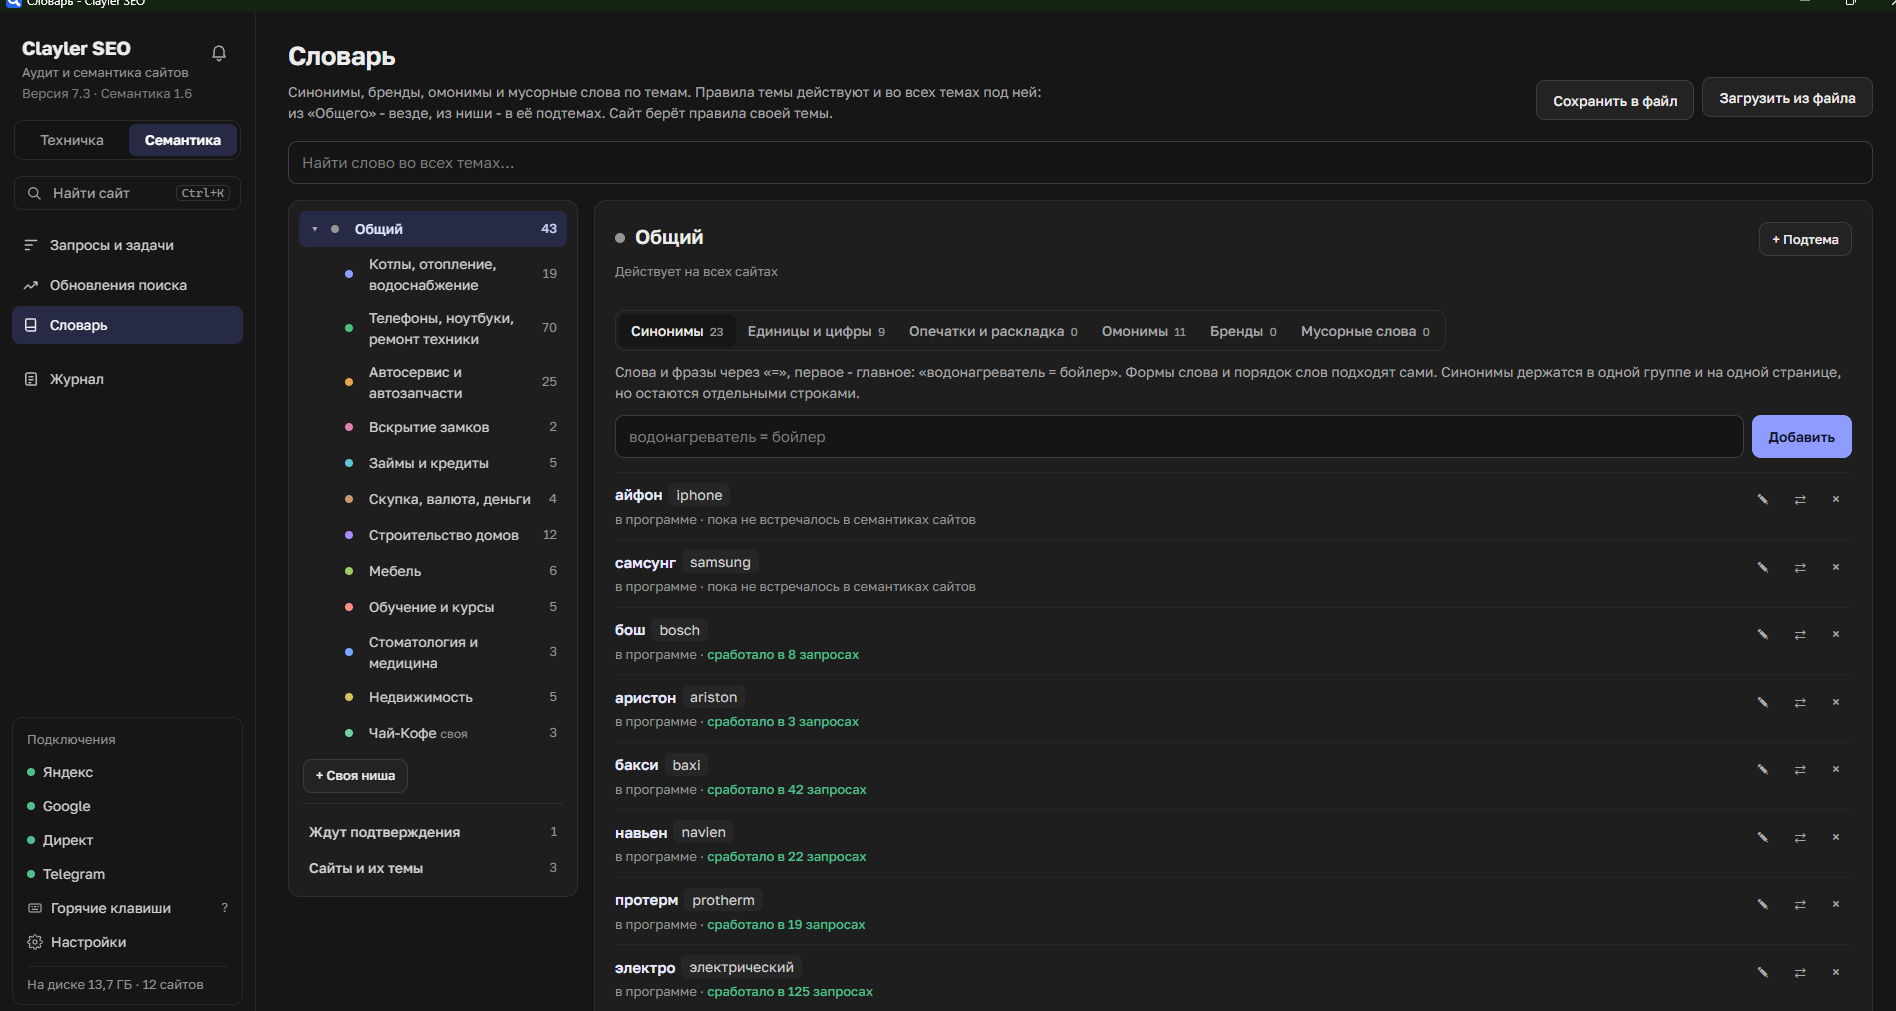 Словарь - Clayler SEO
Clayler SEO
Аудит и семантика сайтов
Версия 7.3 · Семантика 1.6
Техничка
Семантика
Найти сайт
Ctrl+K
Запросы и задачи
Обновления поиска
Словарь
Журнал
Подключения
Яндекс
Google
Директ
Telegram
Горячие клавиши ?
Настройки
На диске 13,7 ГБ · 12 сайтов
Словарь
Синонимы, бренды, омонимы и мусорные слова по темам. Правила темы действуют и во всех темах под ней:
из «Общего» - везде, из ниши - в её подтемах. Сайт берёт правила своей темы.
Сохранить в файл
Загрузить из файла
Найти слово во всех темах...
Общий 43
Котлы, отопление,
водоснабжение 19
Телефоны, ноутбуки,
ремонт техники 70
Автосервис и
автозапчасти 25
Вскрытие замков 2
Займы и кредиты 5
Скупка, валюта, деньги 4
Строительство домов 12
Мебель 6
Обучение и курсы 5
Стоматология и
медицина 3
Недвижимость 5
Чай-Кофе своя 3
+ Своя ниша
Ждут подтверждения 1
Сайты и их темы 3
Общий
+ Подтема
Действует на всех сайтах
Синонимы 23 Единицы и цифры 9 Опечатки и раскладка 0 Омонимы 11 Бренды 0 Мусорные слова 0
Слова и фразы через «=», первое - главное: «водонагреватель = бойлер». Формы слова и порядок слов подходят сами. Синонимы держатся в одной группе и на одной странице,
но остаются отдельными строками.
водонагреватель = бойлер
Добавить
айфон iphone
в программе · пока не встречалось в семантиках сайтов
самсунг samsung
в программе · пока не встречалось в семантиках сайтов
бош bosch
в программе · сработало в 8 запросах
аристон ariston
в программе · сработало в 3 запросах
бакси baxi
в программе · сработало в 42 запросах
навьен navien
в программе · сработало в 22 запросах
протерм protherm
в программе · сработало в 19 запросах
электро электрический
в программе · сработало в 125 запросах